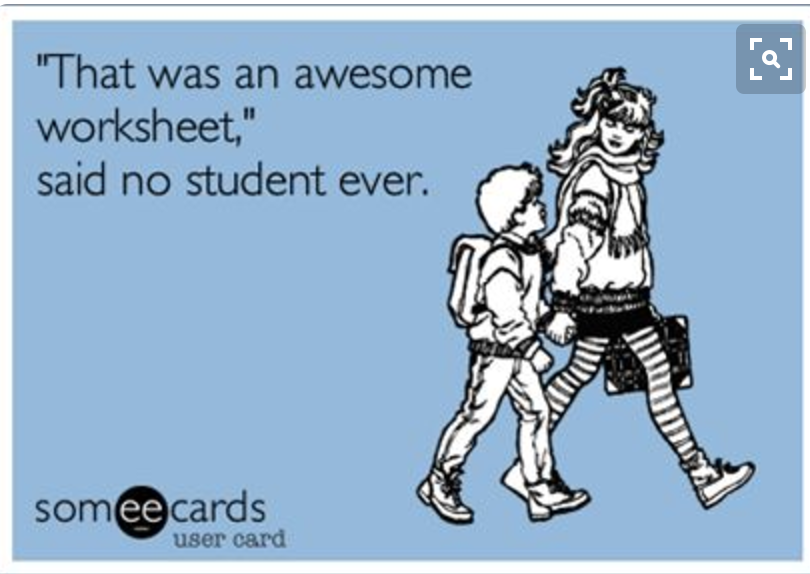 "That was an awesome
worksheet,"
said no student ever.
someecards
user card